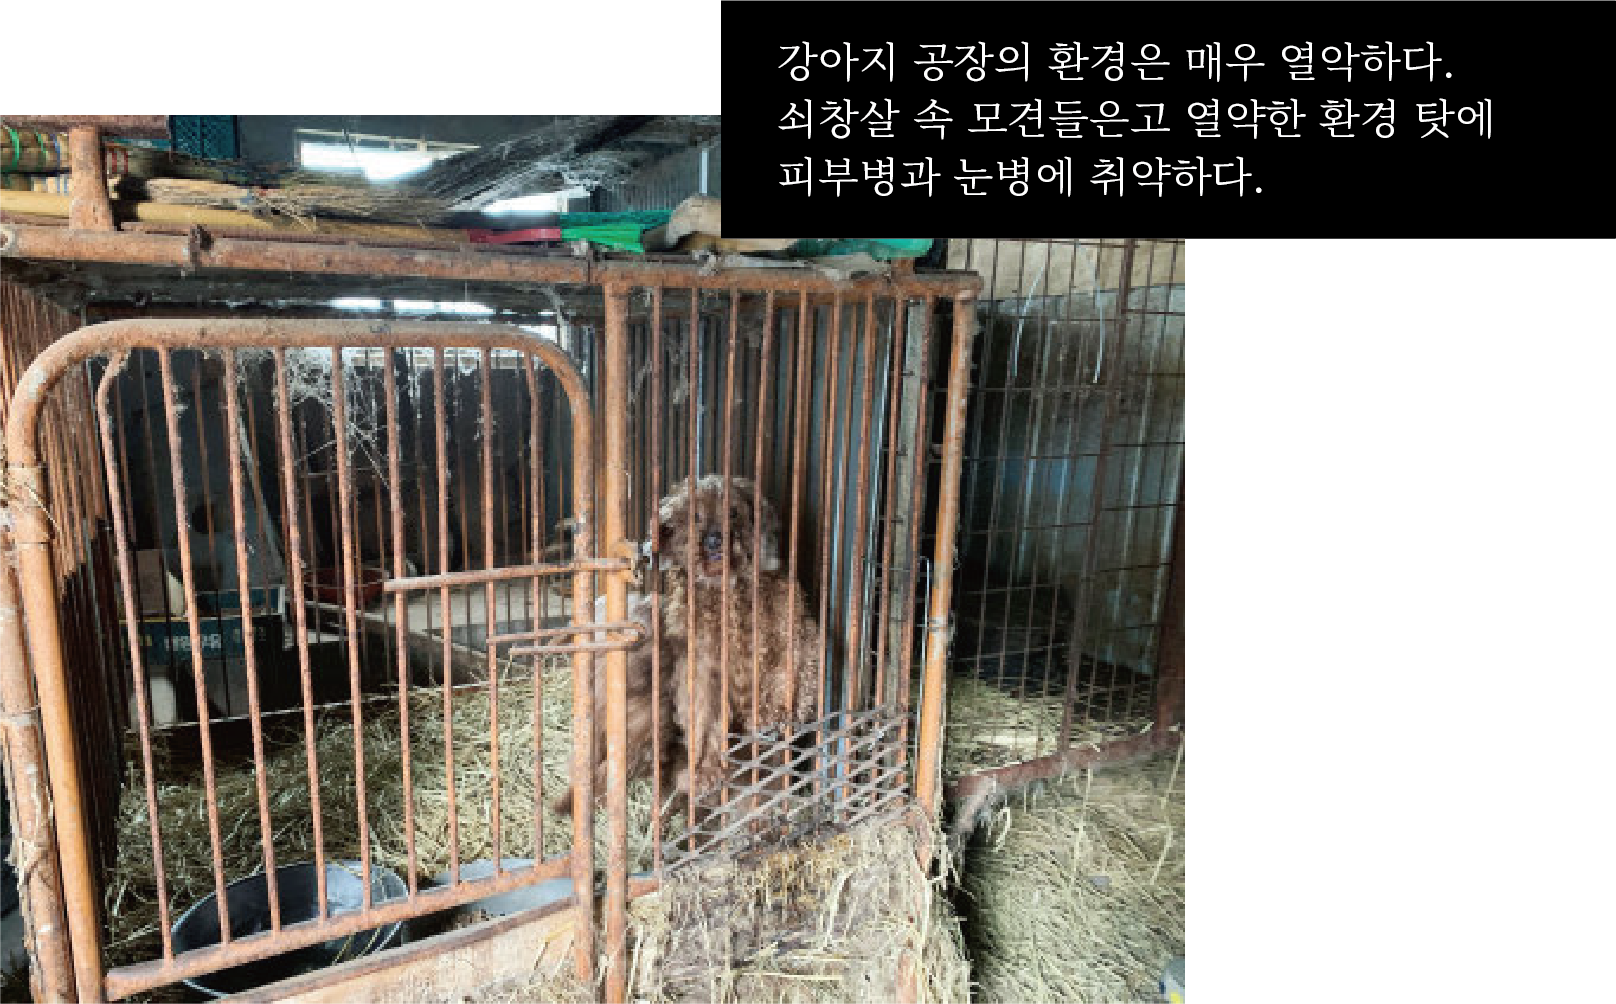 강아지 공장의 환경은 매우 열악하다.
쇠창살 속 모견들은고 열약한 환경 탓에
피부병과 눈병에 취약하다.